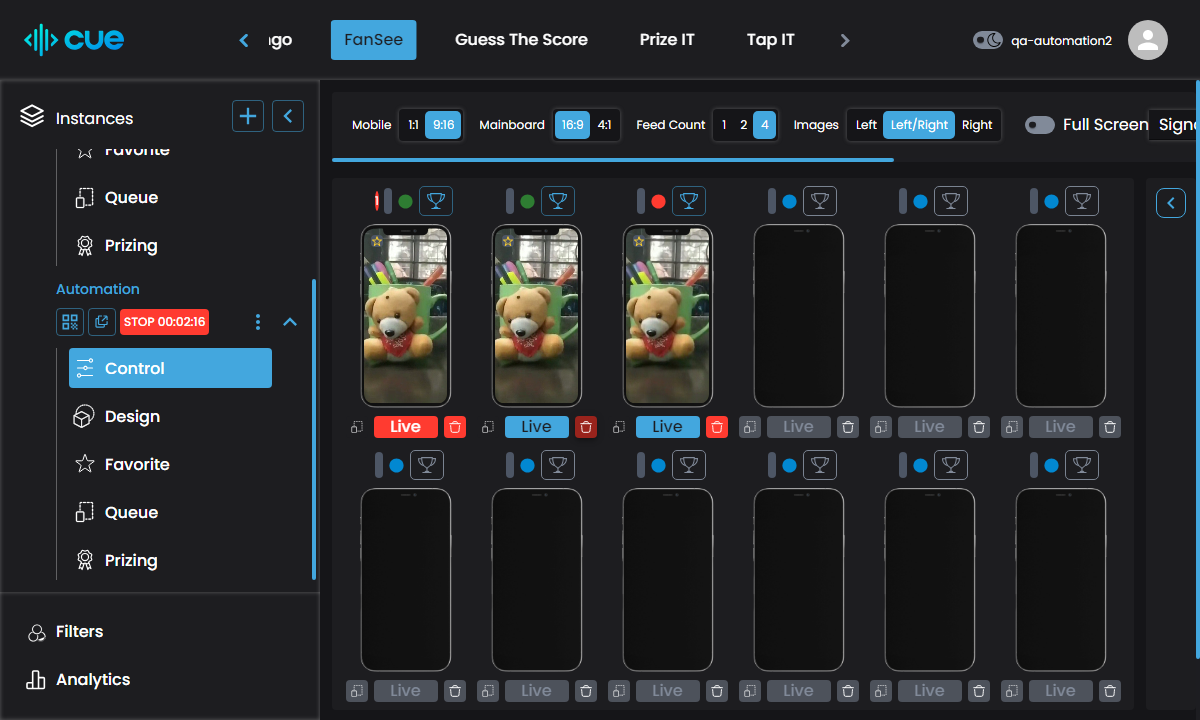 cue
ngo
FanSee
Guess The Score
Prize IT
Tap IT
qa-automation2
Instances
Favorite
Queue
Prizing
Automation
STOP 00:02:16
Control
Design
Favorite
Queue
Prizing
Filters
Analytics
Mobile 1:1 9:16 Mainboard 16:9 4:1 Feed Count 1 2 4 Images Left Left/Right Right Full Screen
1
Live Live Live Live Live Live
Live Live Live Live Live Live